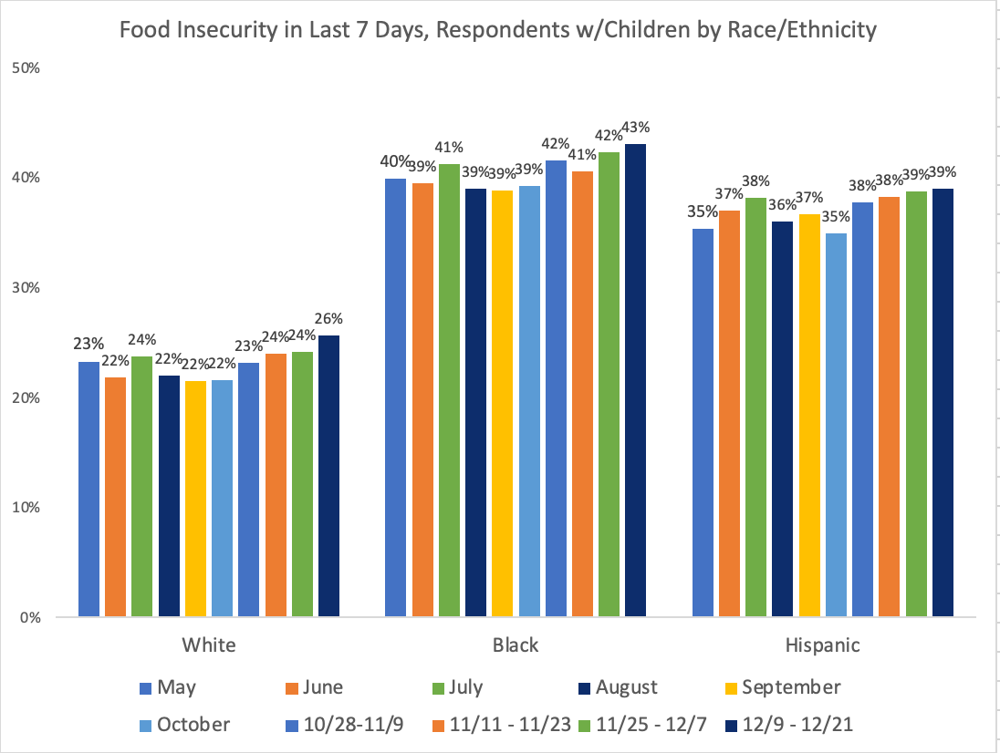 Food Insecurity in Last 7 Days, Respondents w/Children by Race/Ethnicity
50%
40%
30%
20%
10%
0%
23% 22% 24% 22% 22% 22% 23% 24% 24% 26%
40% 39% 41% 39% 39% 39% 42% 41% 42% 43%
35% 37% 38% 36% 37% 35% 38% 38% 39% 39%
White Black Hispanic
May June July August September
October 10/28-11/9 11/11 - 11/23 11/25 - 12/7 12/9 - 12/21